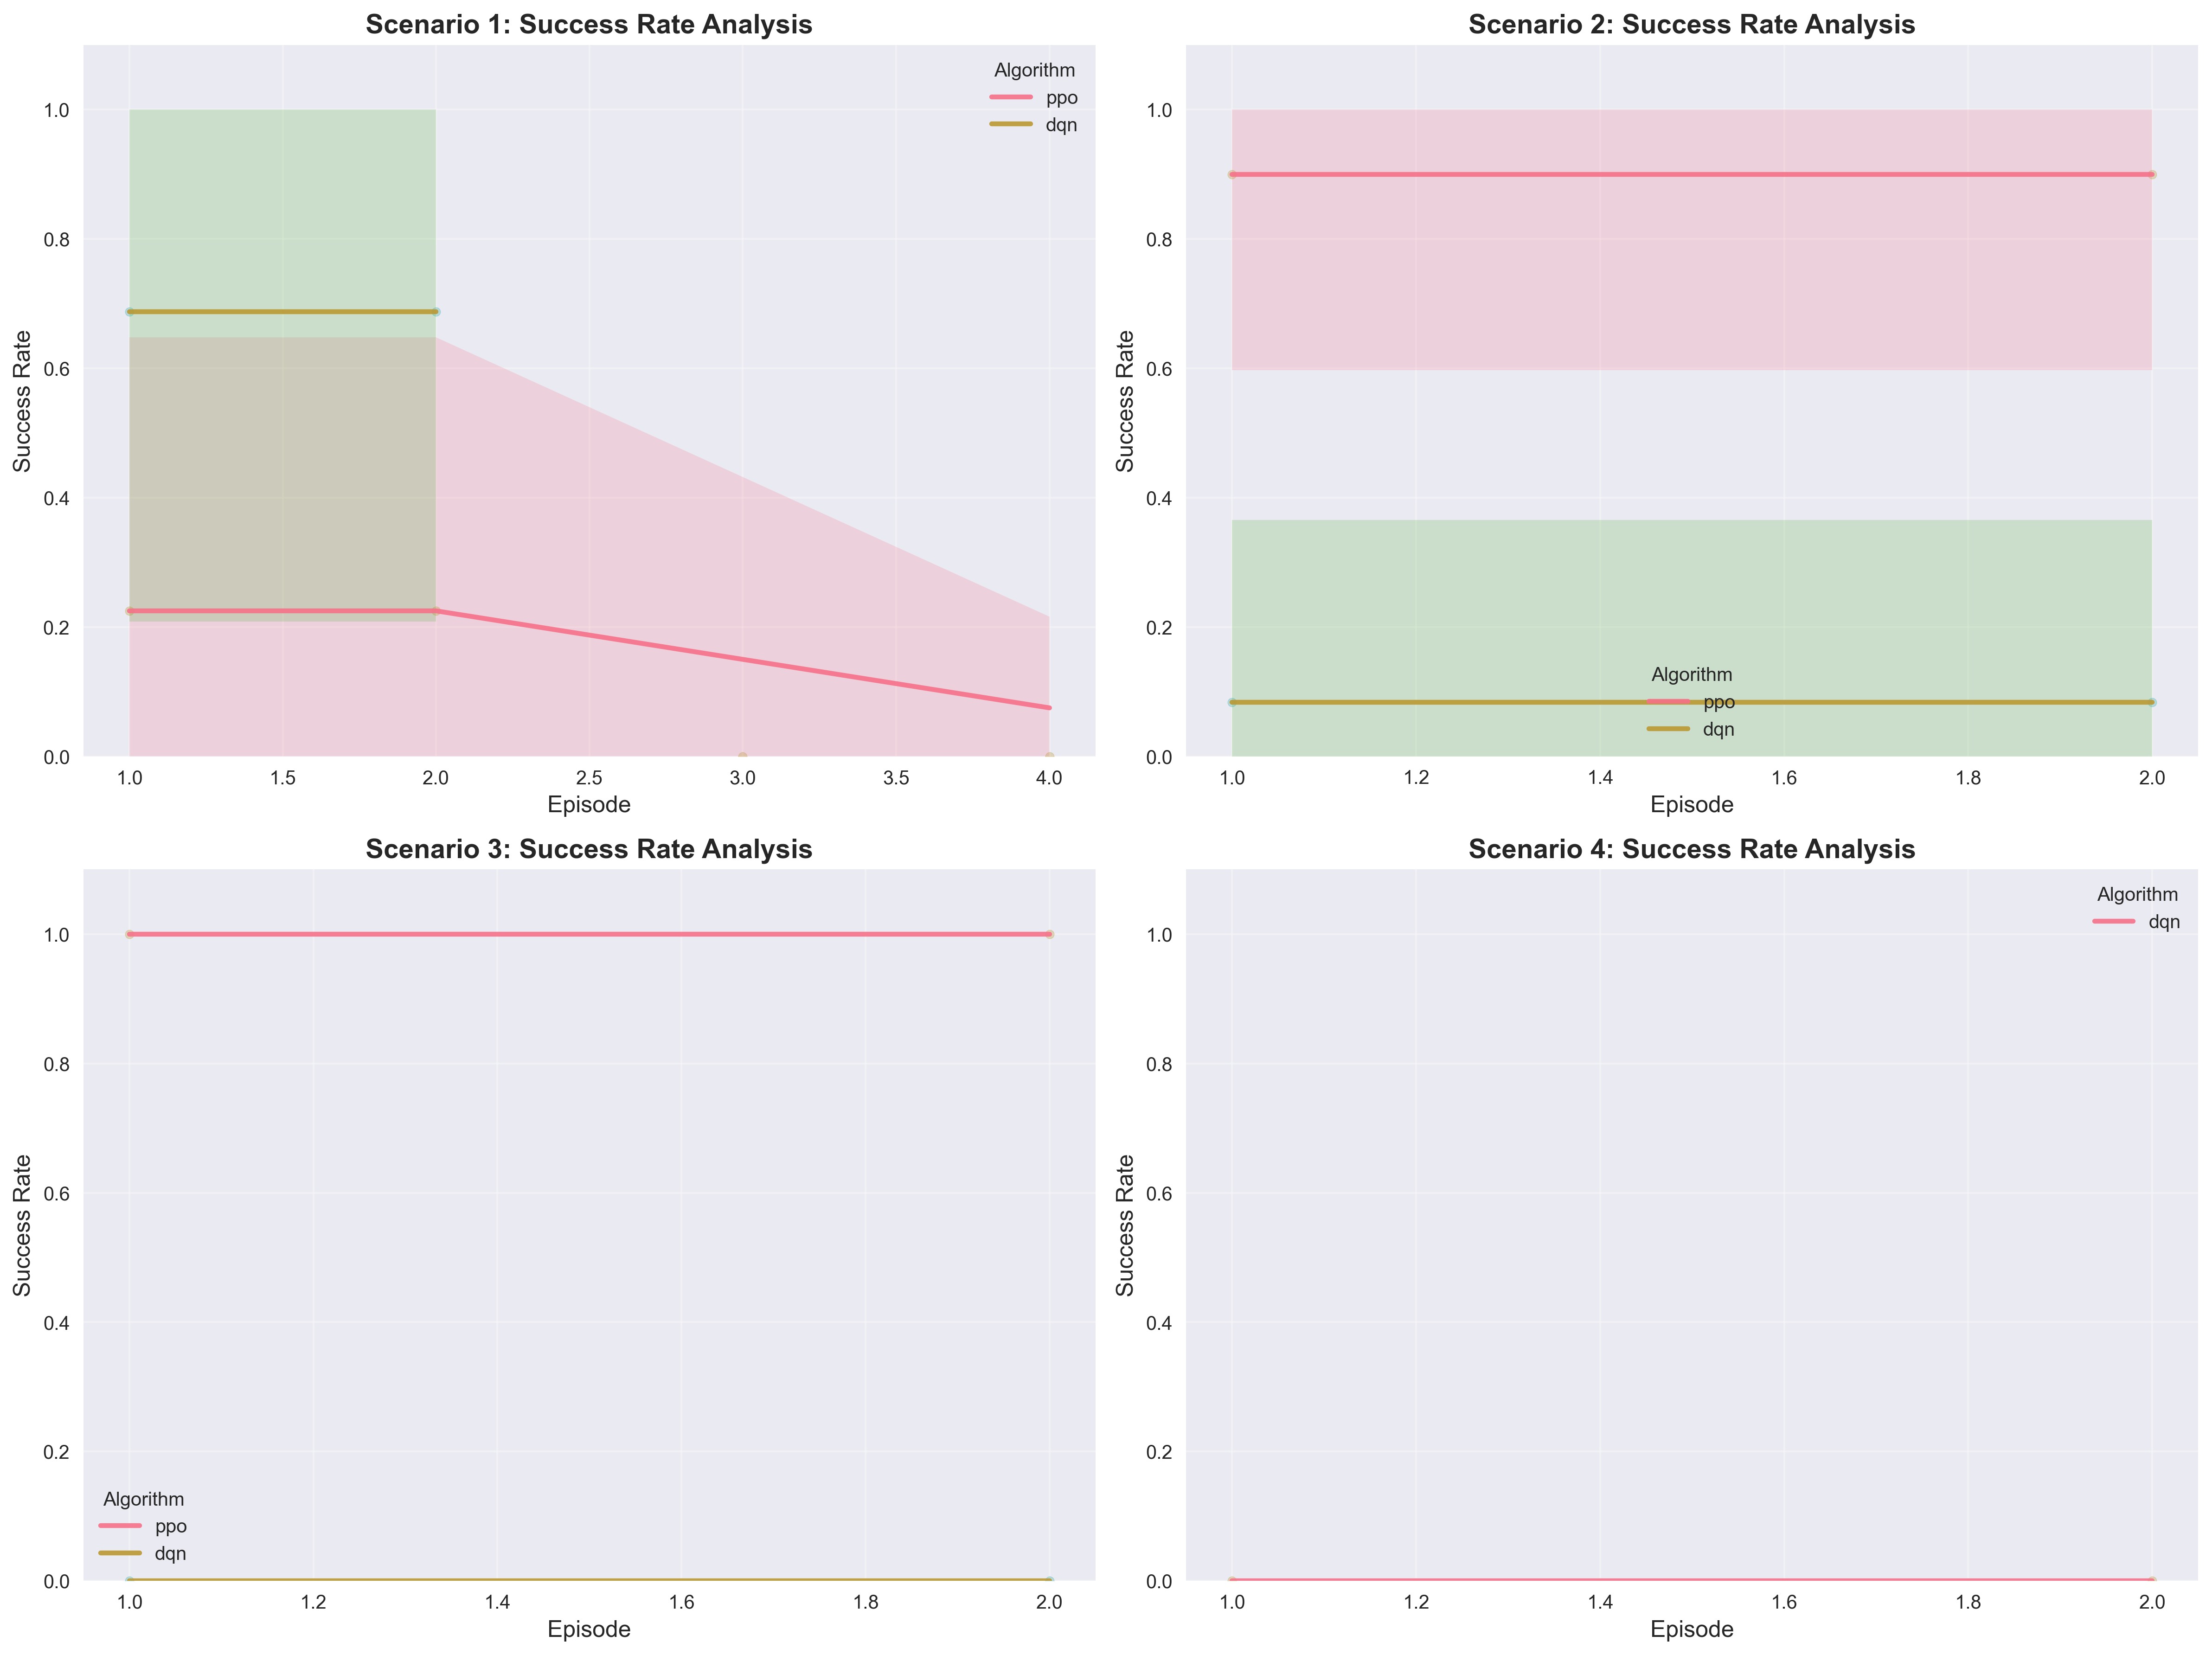 Scenario 1: Success Rate Analysis
Success Rate
1.0
0.8
0.6
0.4
0.2
0.0
Algorithm
ppo
dqn
1.0 1.5 2.0 2.5 3.0 3.5 4.0
Episode
Scenario 2: Success Rate Analysis
Success Rate
1.0
0.8
0.6
0.4
0.2
0.0
Algorithm
ppo
dqn
1.0 1.2 1.4 1.6 1.8 2.0
Episode
Scenario 3: Success Rate Analysis
Success Rate
1.0
0.8
0.6
0.4
0.2
0.0
Algorithm
ppo
dqn
1.0 1.2 1.4 1.6 1.8 2.0
Episode
Scenario 4: Success Rate Analysis
Success Rate
1.0
0.8
0.6
0.4
0.2
0.0
Algorithm
dqn
1.0 1.2 1.4 1.6 1.8 2.0
Episode